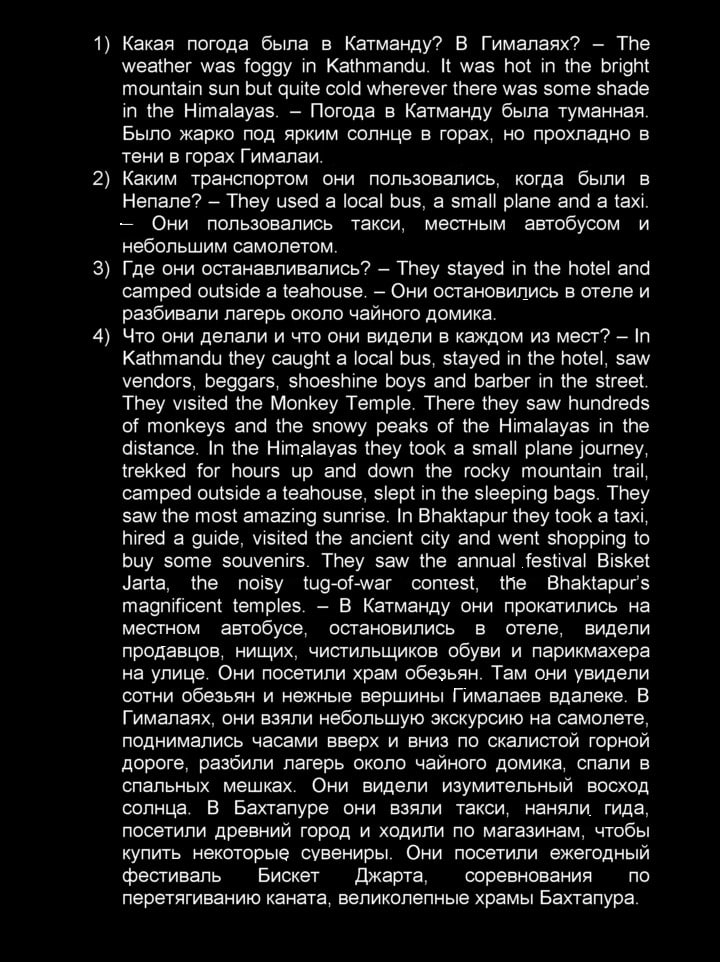 1) Какая погода была в Катманду? В Гималаях? – The
weather was foggy in Kathmandu. It was hot in the bright
mountain sun but quite cold wherever there was some shade
in the Himalayas. – Погода в Катманду была туманная.
Было жарко под ярким солнце в горах, но прохладно в
тени в горах Гималаи.
2) Каким транспортом они пользовались, когда были в
Непале? – They used a local bus, a small plane and a taxi.
– Они пользовались такси, местным автобусом и
небольшим самолетом.
3) Где они останавливались? – They stayed in the hotel and
camped outside a teahouse. – Они остановились в отеле и
разбивали лагерь около чайного домика.
4) Что они делали и что они видели в каждом из мест? – In
Kathmandu they caught a local bus, stayed in the hotel, saw
vendors, beggars, shoeshine boys and barber in the street.
They visited the Monkey Temple. There they saw hundreds
of monkeys and the snowy peaks of the Himalayas in the
distance. In the Himalayas they took a small plane journey,
trekked for hours up and down the rocky mountain trail,
camped outside a teahouse, slept in the sleeping bags. They
saw the most amazing sunrise. In Bhaktapur they took a taxi,
hired a guide, visited the ancient city and went shopping to
buy some souvenirs. They saw the annual festival Bisket
Jarta, the noisy tug-of-war contest, the Bhaktapur's
magnificent temples. – В Катманду они прокатились на
местном автобусе, остановились в отеле, видели
продавцов, нищих, чистильщиков обуви и парикмахера
на улице. Они посетили храм обезьян. Там они увидели
сотни обезьян и нежные вершины Гималаев вдалеке. В
Гималаях, они взяли небольшую экскурсию на самолете,
поднимались часами вверх и вниз по скалистой горной
дороге, разбили лагерь около чайного домика, спали в
спальных мешках. Они видели изумительный восход
солнца. В Бахтапуре они взяли такси, наняли гида,
посетили древний город и ходили по магазинам, чтобы
купить некоторые сувениры. Они посетили ежегодный
фестиваль Бискет Джарта, соревнования по
перетягиванию каната, великолепные храмы Бахтапура.